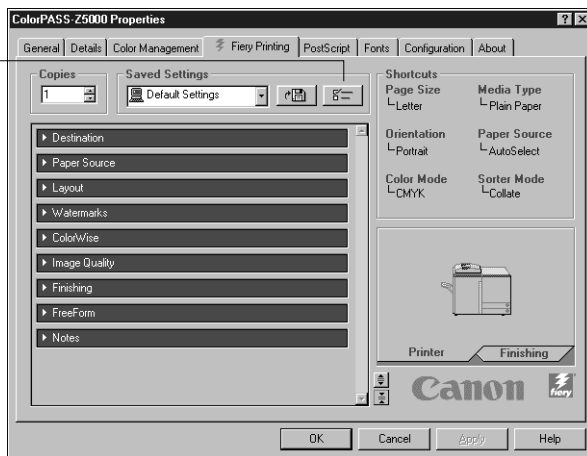 ColorPASS-Z5000 Properties
General Details Color Management Fiery Printing PostScript Fonts Configuration About
Copies
1
Saved Settings
Default Settings
Destination
Paper Source
Layout
Watermarks
ColorWise
Image Quality
Finishing
FreeForm
Notes
Shortcuts
Page Size Media Type
Letter Plain Paper
Orientation Paper Source
Portrait AutoSelect
Color Mode Sorter Mode
CMYK Collate
Printer Finishing
Canon fiery
OK Cancel Apply Help